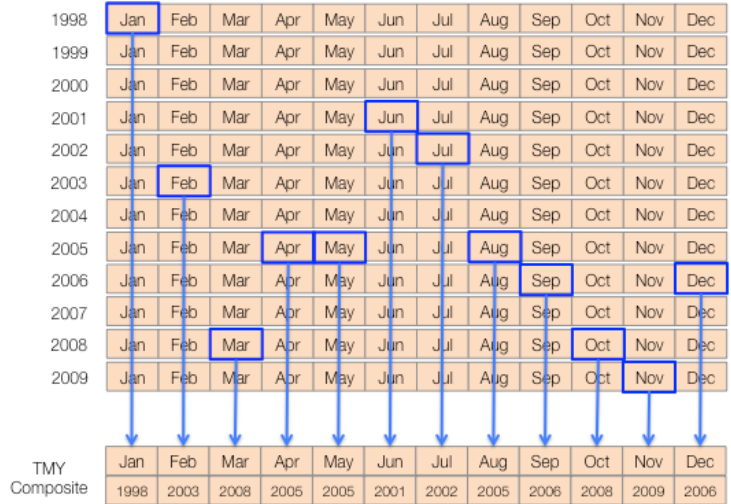 1998 Jan Feb Mar Apr May Jun Jul Aug Sep Oct Nov Dec
1999 Jan Feb Mar Apr May Jun Jul Aug Sep Oct Nov Dec
2000 Jan Feb Mar Apr May Jun Jul Aug Sep Oct Nov Dec
2001 Jan Feb Mar Apr May Jun Jul Aug Sep Oct Nov Dec
2002 Jan Feb Mar Apr May Jun Jul Aug Sep Oct Nov Dec
2003 Jan Feb Mar Apr May Jun Jul Aug Sep Oct Nov Dec
2004 Jan Feb Mar Apr May Jun Jul Aug Sep Oct Nov Dec
2005 Jan Feb Mar Apr May Jun Jul Aug Sep Oct Nov Dec
2006 Jan Feb Mar Apr May Jun Jul Aug Sep Oct Nov Dec
2007 Jan Feb Mar Apr May Jun Jul Aug Sep Oct Nov Dec
2008 Jan Feb Mar Apr May Jun Jul Aug Sep Oct Nov Dec
2009 Jan Feb Mar Apr May Jun Jul Aug Sep Oct Nov Dec
TMY Jan Feb Mar Apr May Jun Jul Aug Sep Oct Nov Dec
Composite 1998 2003 2008 2005 2005 2001 2002 2005 2006 2008 2009 2006